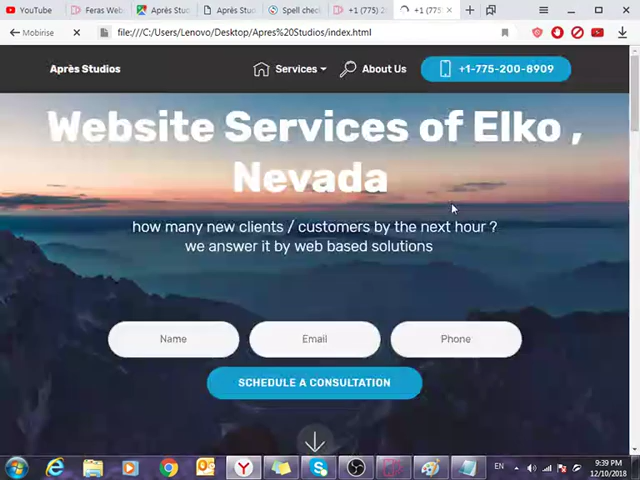 YouTube
Feras Web
Après Stud
Après Stud
Spell check
+1 (775) 2
+1 (775)
Mobirise
file:///C:/Users/Lenovo/Desktop/Apres%20Studios/index.html
Après Studios
Services
About Us
+1-775-200-8909
Website Services of Elko ,
Nevada
how many new clients / customers by the next hour ?
we answer it by web based solutions
Name
Email
Phone
SCHEDULE A CONSULTATION
EN
9:39 PM
12/10/2018